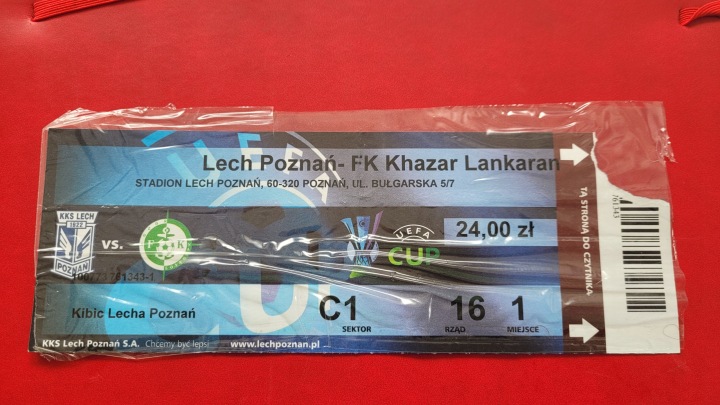 Lech Poznań- FK Khazar Lankaran
STADION LECH POZNAŃ, 60-320 POZNAŃ, UL. BUŁGARSKA 5/7
KKS LECH
1922
POZNAŃ
VS.
F K
UEFA
CUP
24,00 zł
Kibic Lecha Poznań
C1
SEKTOR
16
RZĄD
1
MIEJSCE
KKS Lech Poznań S.A. Chcemy być lepsi
www.lechpoznan.pl
TA STRONA DO CZYTNIKA
761343